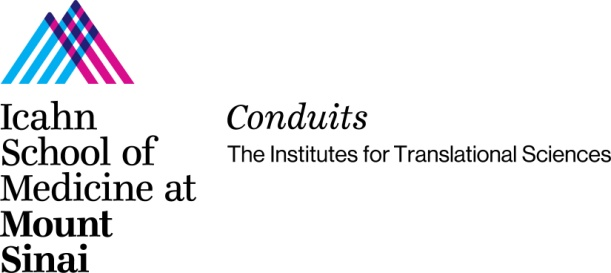 Icahn
School of
Medicine at
Mount
Sinai
Conduits
The Institutes for Translational Sciences